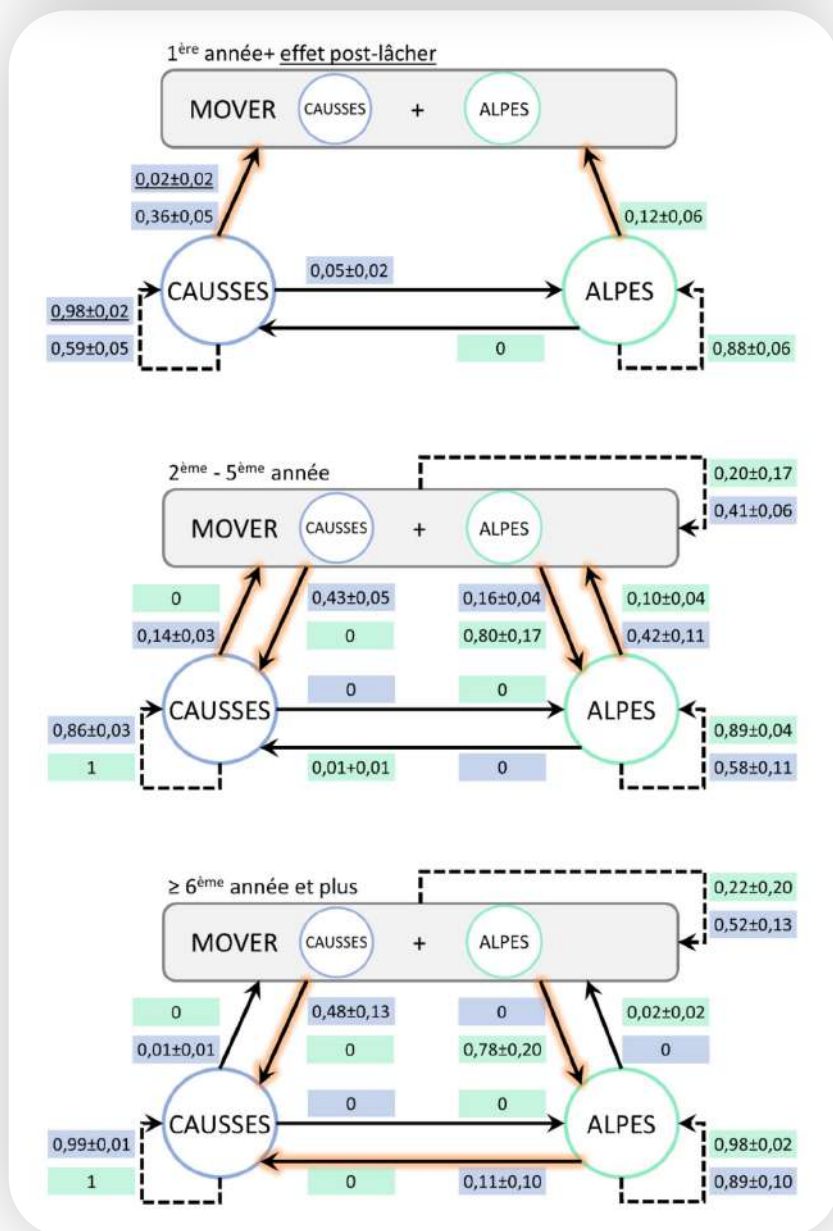 1ère année+ effet post-lâcher
MOVER CAUSSES + ALPES
0,02±0,02
0,36±0,05
0,12±0,06
0,05±0,02
CAUSSES
ALPES
0,98±0,02
0,59±0,05
0
0,88±0,06
2ème - 5ème année
0,20±0,17
MOVER CAUSSES + ALPES
0,41±0,06
0 0,43±0,05 0,16±0,04 0,10±0,04
0,14±0,03 0 0,80±0,17 0,42±0,11
0 0
CAUSSES ALPES
0,86±0,03 0,89±0,04
1 0,01+0,01 0 0,58±0,11
≥ 6ème année et plus
0,22±0,20
MOVER CAUSSES + ALPES
0,52±0,13
0 0,48±0,13 0 0,02±0,02
0,01±0,01 0 0,78±0,20 0
0 0
CAUSSES ALPES
0,99±0,01 0,98±0,02
1 0 0,11±0,10 0,89±0,10